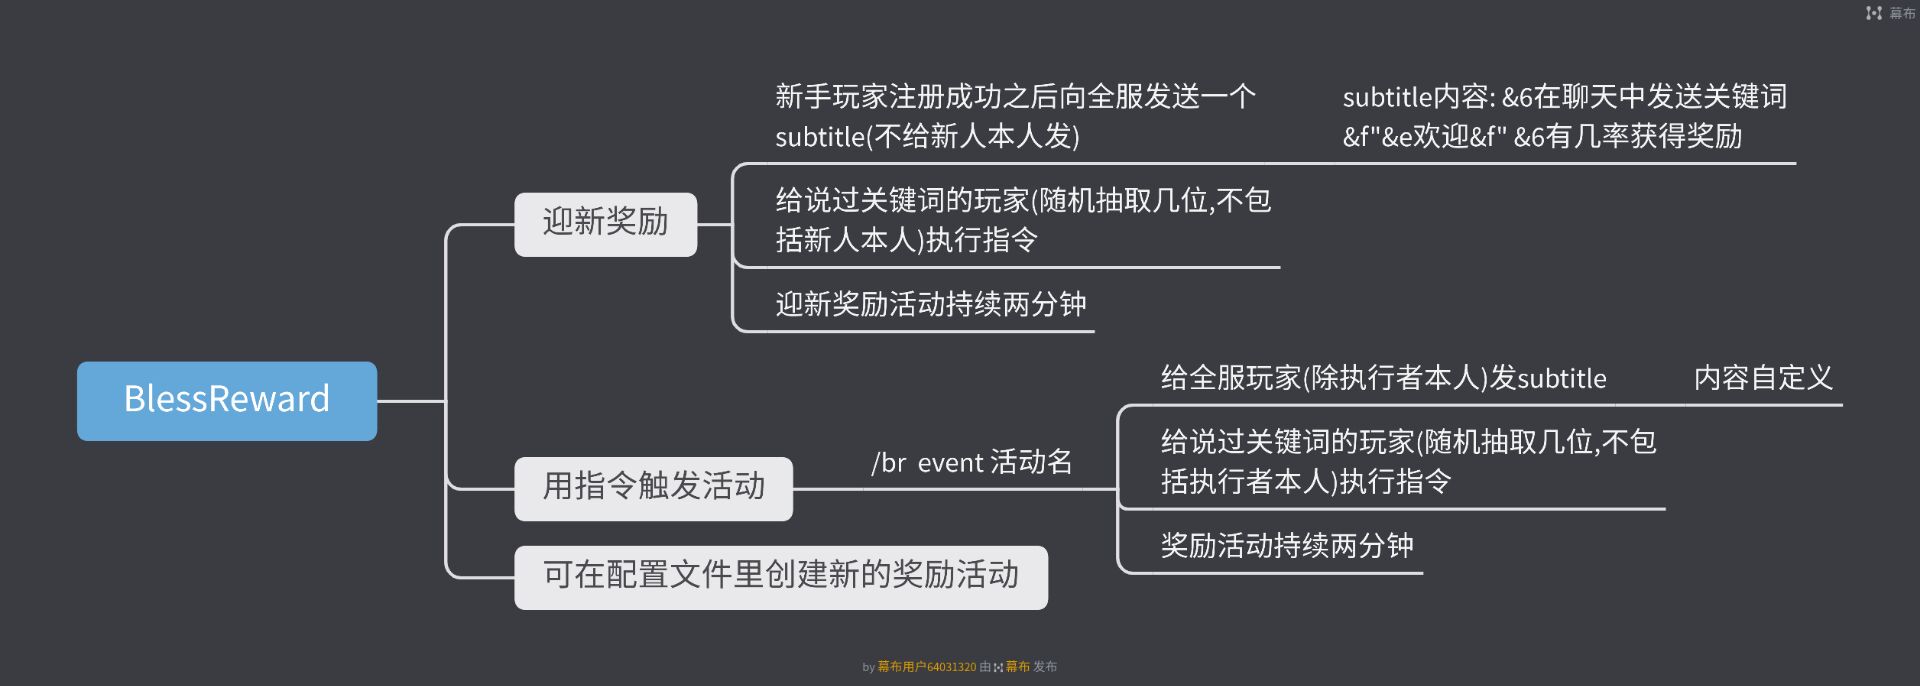 幕布
新手玩家注册成功之后向全服发送一个
subtitle(不给新人本人发)
subtitle内容: &6在聊天中发送关键词
&f"&e欢迎&f" &6有几率获得奖励
迎新奖励
给说过关键词的玩家(随机抽取几位,不包
括新人本人)执行指令
迎新奖励活动持续两分钟
BlessReward
给全服玩家(除执行者本人)发subtitle
内容自定义
用指令触发活动
/br event 活动名
给说过关键词的玩家(随机抽取几位,不包
括执行者本人)执行指令
奖励活动持续两分钟
可在配置文件里创建新的奖励活动
by 幕布用户64031320 由 幕布 发布